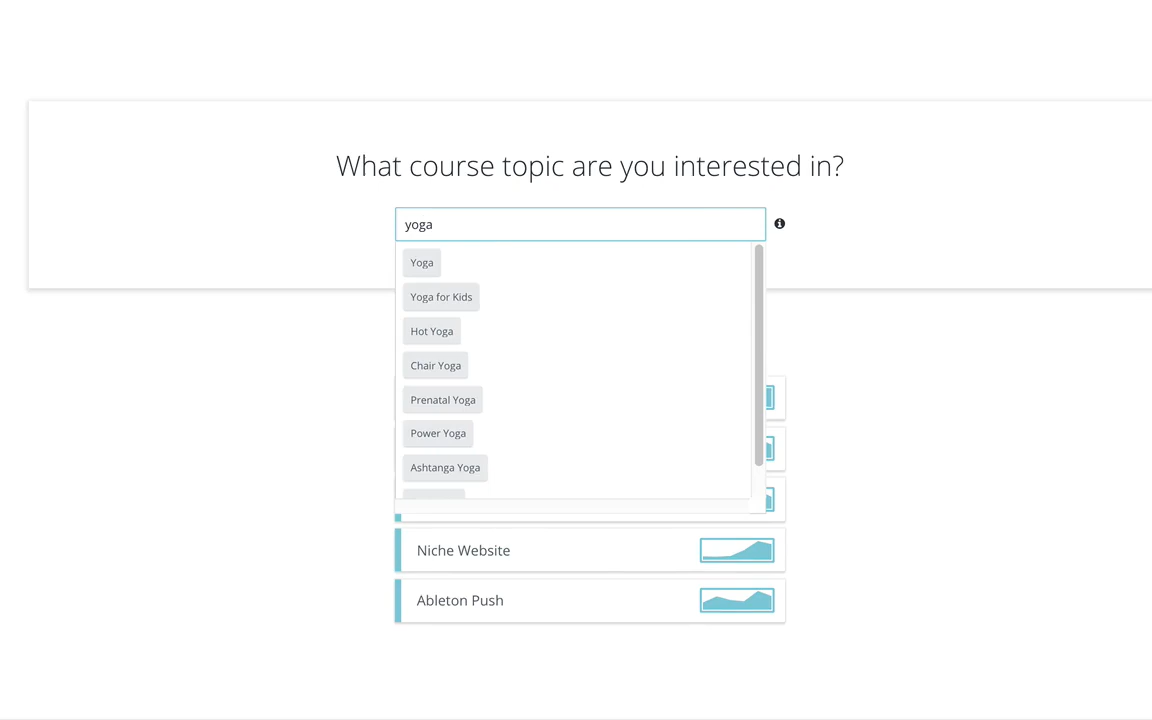 What course topic are you interested in?
yoga
Yoga
Yoga for Kids
Hot Yoga
Chair Yoga
Prenatal Yoga
Power Yoga
Ashtanga Yoga
Niche Website
Ableton Push